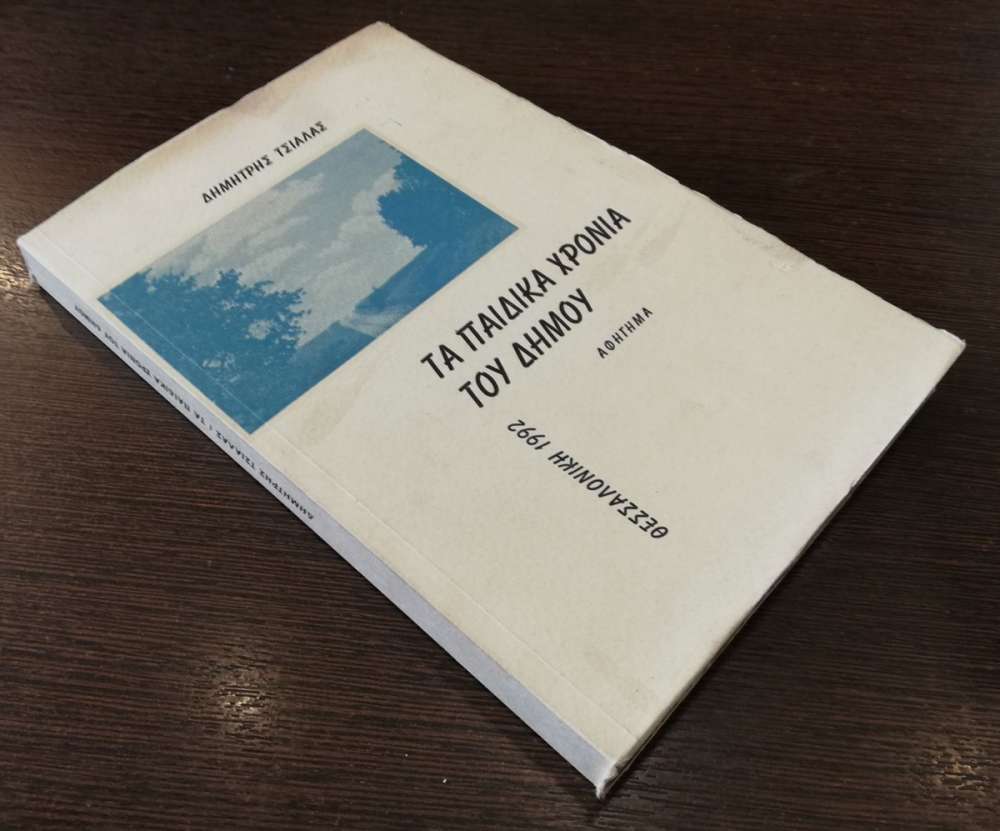 ΔΗΜΗΤΡΗΣ ΤΣΙΑΛΑΣ
ΤΑ ΠΑΙΔΙΚΑ ΧΡΟΝΙΑ
ΤΟΥ ΔΗΜΟΥ
ΑΦΗΓΗΜΑ
ΘΕΣΣΑΛΟΝΙΚΗ 1992
ΔΗΜΗΤΡΗΣ ΤΣΙΑΛΑΣ / ΤΑ ΠΑΙΔΙΚΑ ΧΡΟΝΙΑ ΤΟΥ ΔΗΜΟΥ